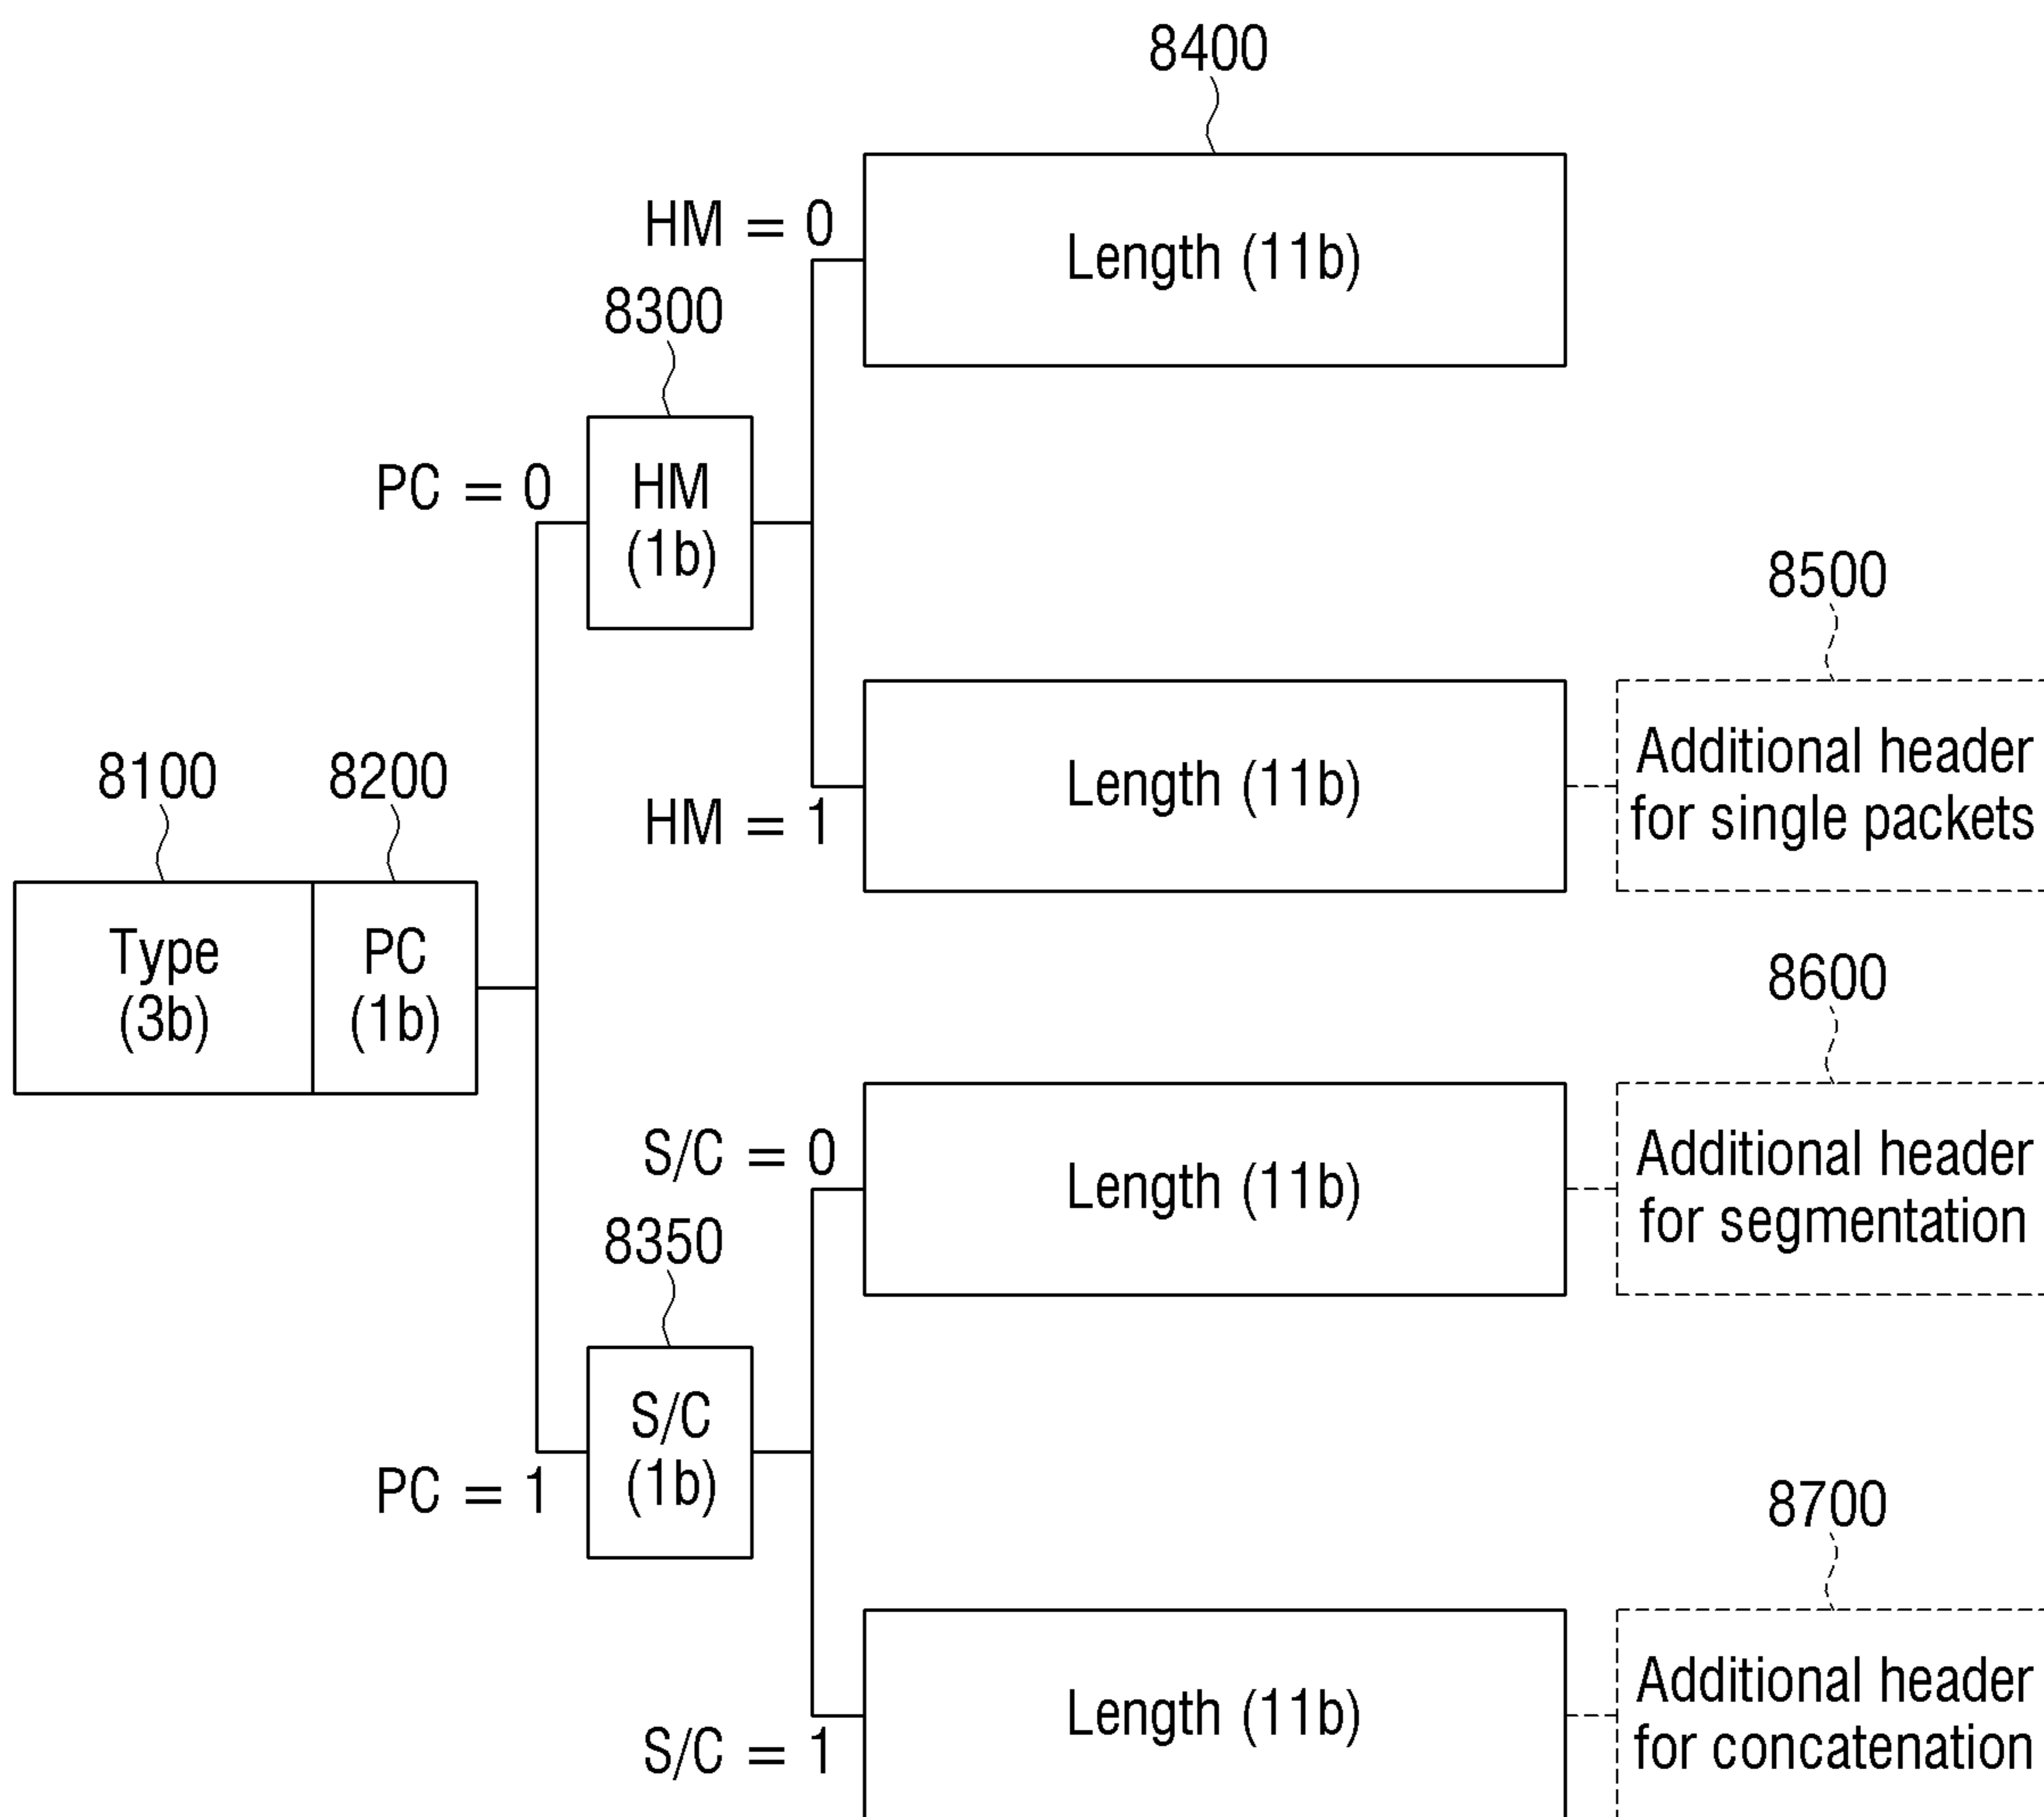 8400
HM = 0
Length (11b)
8300
PC = 0
HM
(1b)
8500
HM = 1
Length (11b)
Additional header
for single packets
8100
8200
Type
(3b)
PC
(1b)
8600
S/C = 0
Length (11b)
Additional header
for segmentation
8350
PC = 1
S/C
(1b)
8700
S/C = 1
Length (11b)
Additional header
for concatenation